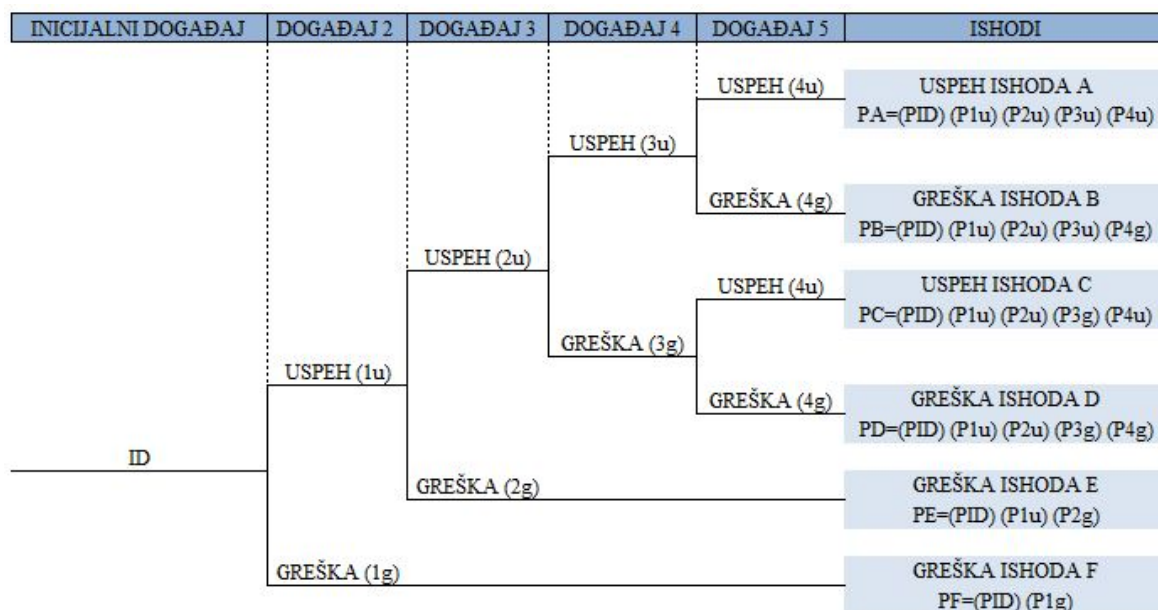 INICIJALNI DOGAĐAJ DOGAĐAJ 2 DOGAĐAJ 3 DOGAĐAJ 4 DOGAĐAJ 5 ISHODI
USPEH (4u)
USPEH ISHODA A
PA=(PID) (P1u) (P2u) (P3u) (P4u)
USPEH (3u)
GREŠKA (4g)
GREŠKA ISHODA B
PB=(PID) (P1u) (P2u) (P3u) (P4g)
USPEH (2u)
USPEH (4u)
USPEH ISHODA C
PC=(PID) (P1u) (P2u) (P3g) (P4u)
GREŠKA (3g)
USPEH (1u)
GREŠKA (4g)
GREŠKA ISHODA D
PD=(PID) (P1u) (P2u) (P3g) (P4g)
ID
GREŠKA (2g)
GREŠKA ISHODA E
PE=(PID) (P1u) (P2g)
GREŠKA (1g)
GREŠKA ISHODA F
PF=(PID) (P1g)